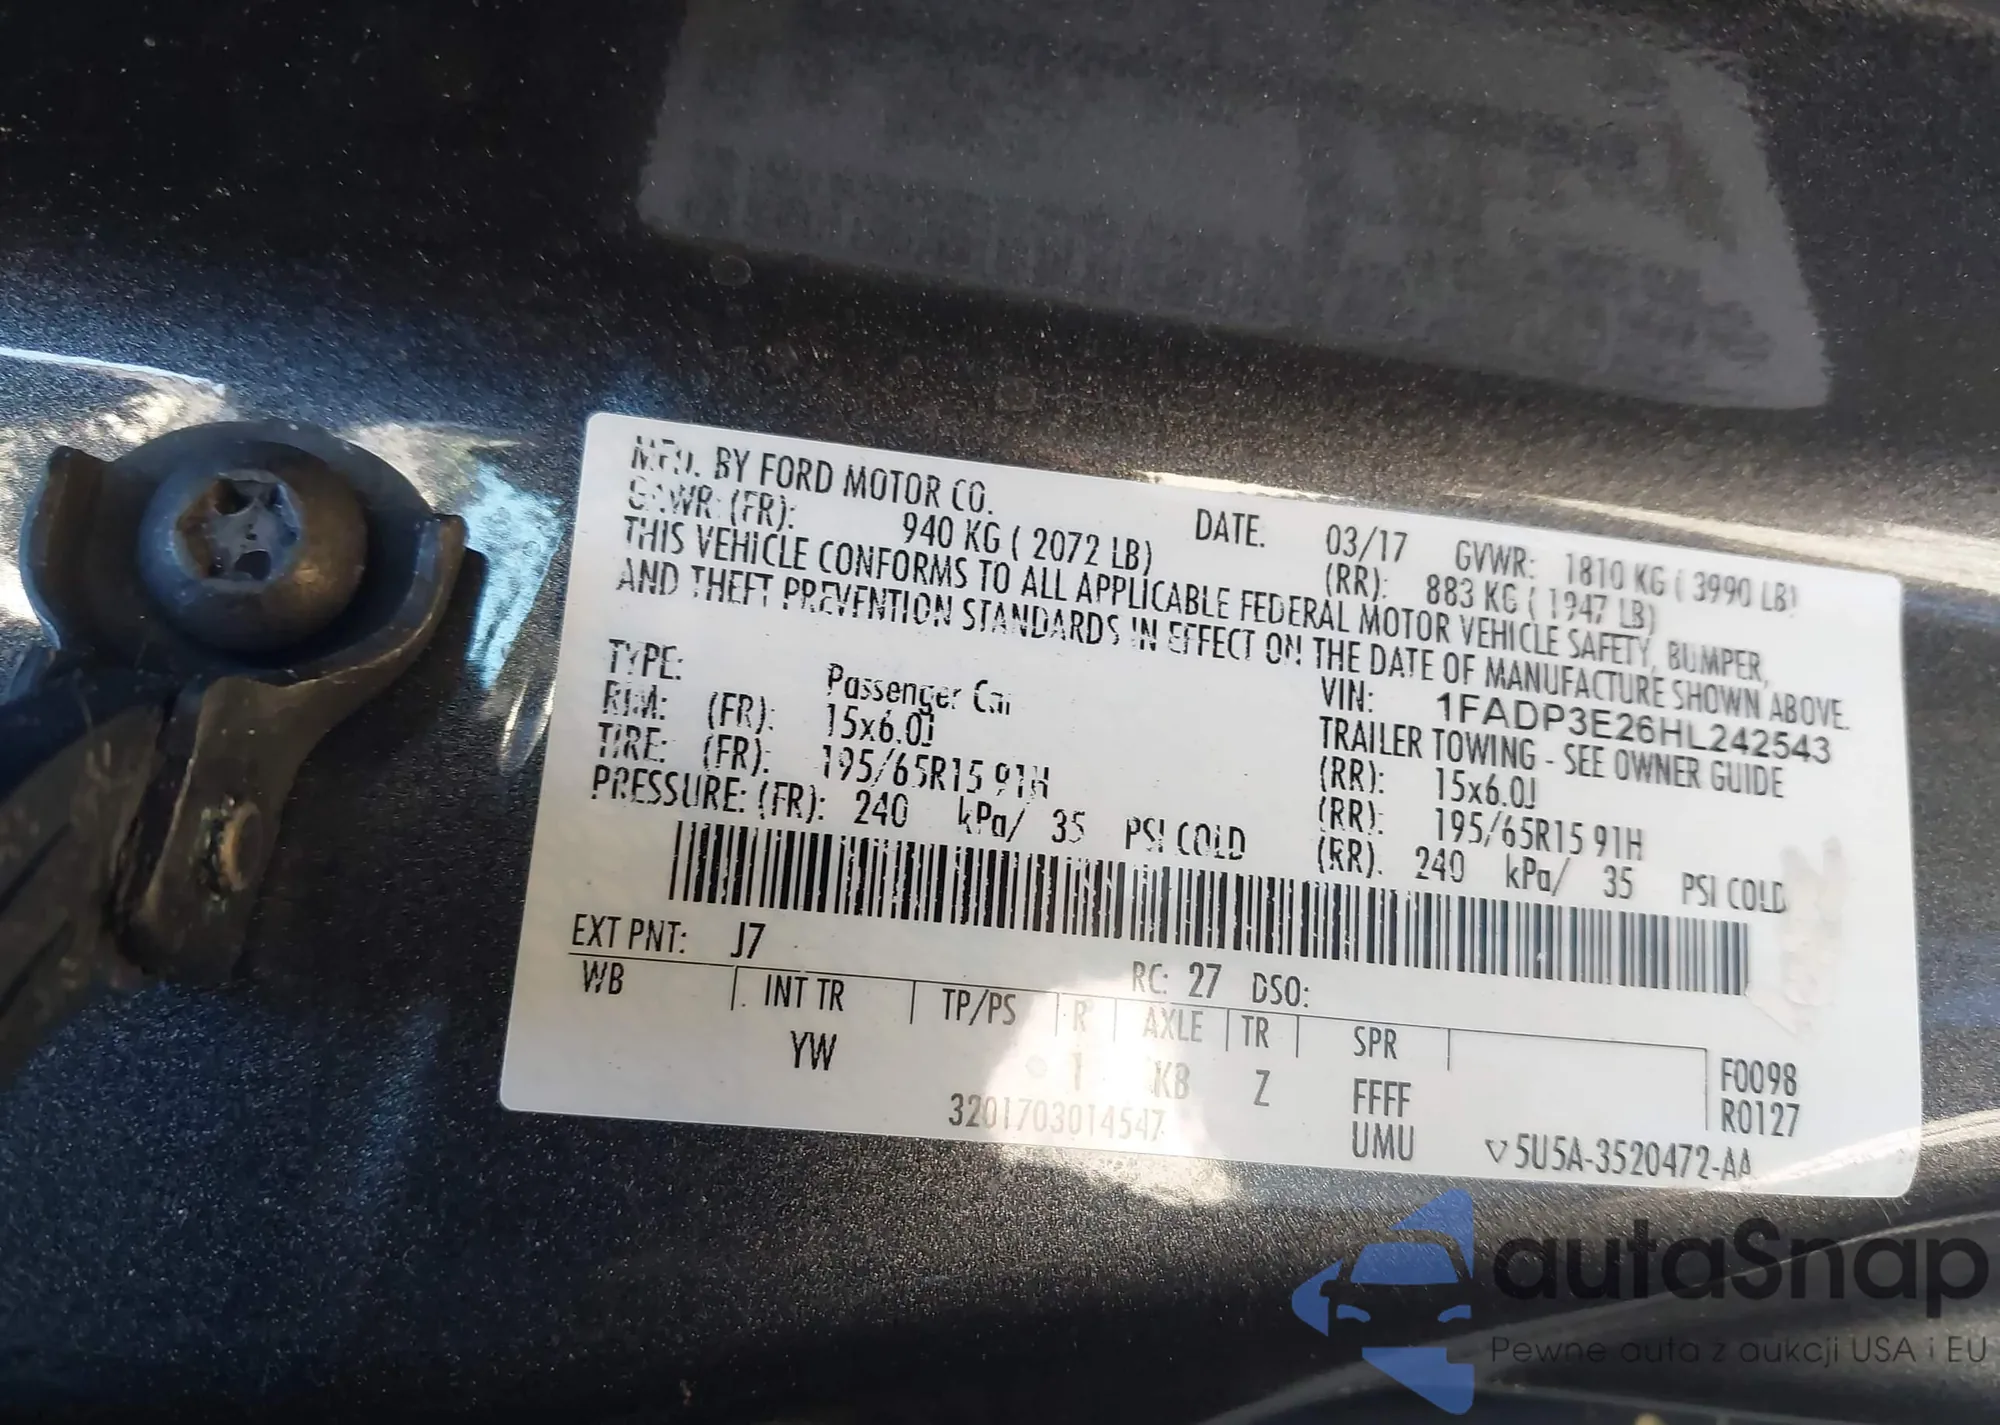 MFD. BY FORD MOTOR CO. DATE: 03/17 GVWR: 1810 KG ( 3990 LB)
GAWR: (FR): 940 KG ( 2072 LB) (RR): 883 KG ( 1947 LB)
THIS VEHICLE CONFORMS TO ALL APPLICABLE FEDERAL MOTOR VEHICLE SAFETY, BUMPER,
AND THEFT PREVENTION STANDARDS IN EFFECT ON THE DATE OF MANUFACTURE SHOWN ABOVE.
VIN: 1FADP3E26HL242543
TYPE: Passenger Car TRAILER TOWING - SEE OWNER GUIDE
RIM: (FR): 15x6.0J (RR): 15x6.0J
TIRE: (FR): 195/65R15 91H (RR): 195/65R15 91H
PRESSURE: (FR): 240 kPa/ 35 PSI COLD (RR): 240 kPa/ 35 PSI COLD
EXT PNT: J7 RC: 27 DSO:
WB INT TR TP/PS R AXLE TR SPR
YW 1 KB Z FFFF F0098
UMU R0127
3201703014547 ▽5U5A-3520472-AA
autaSnap
Pewne auta z aukcji USA i EU